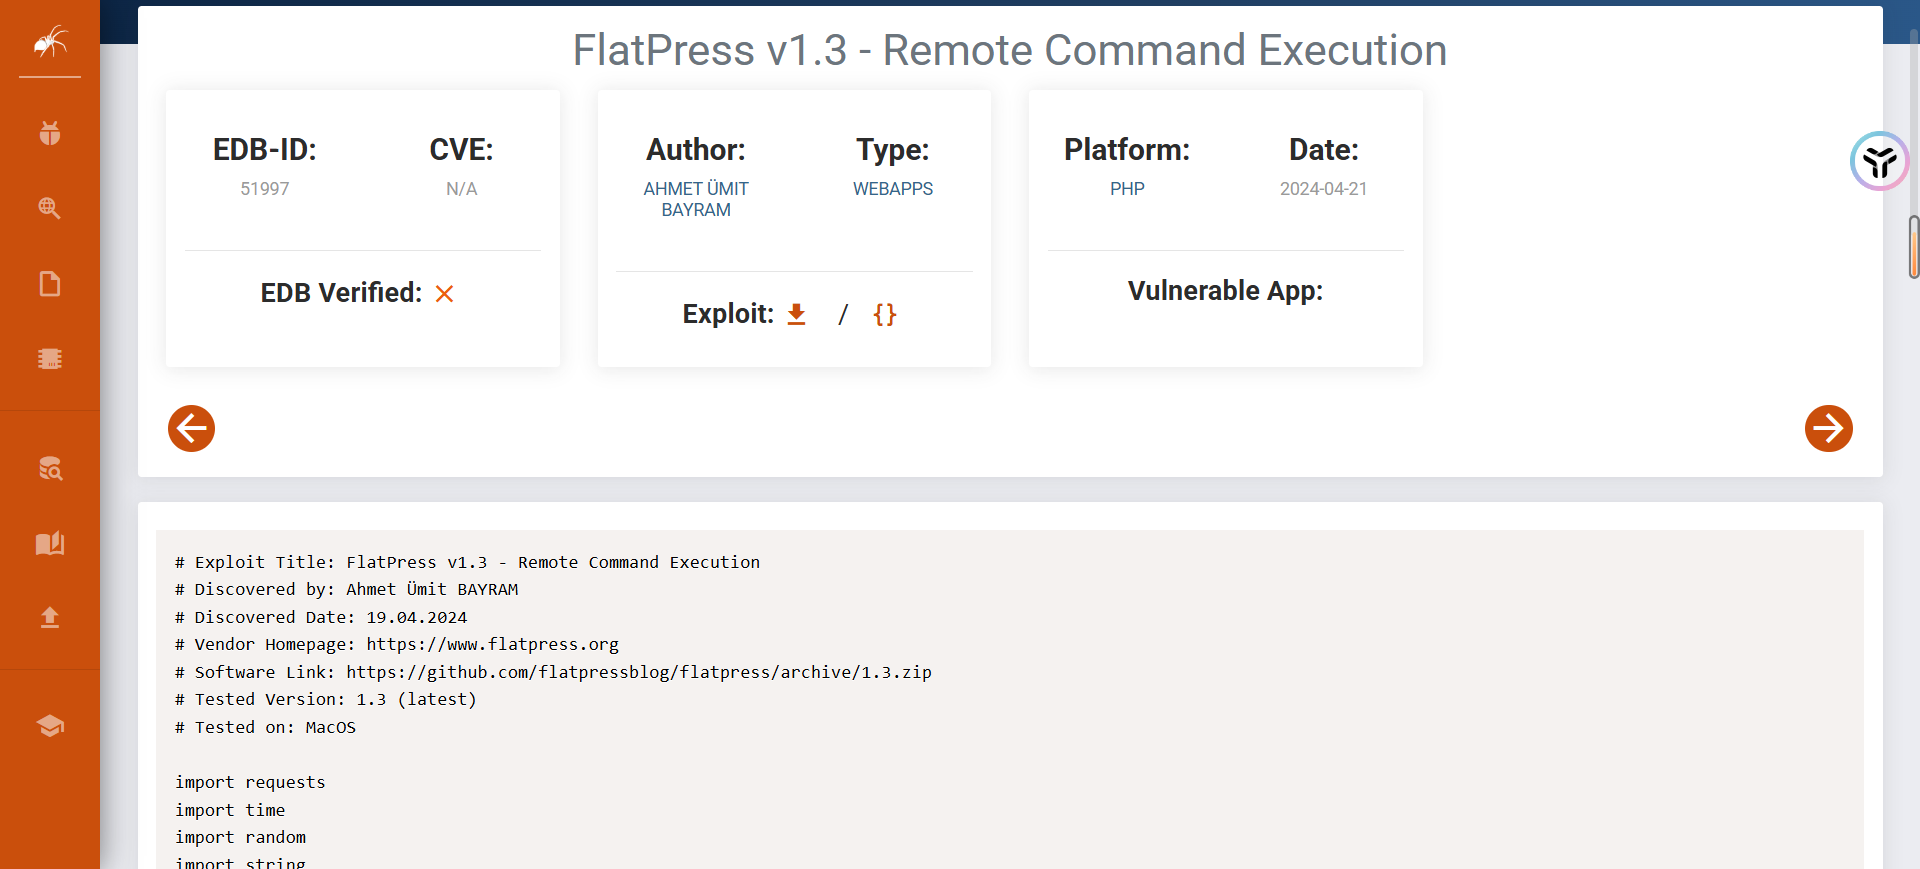 FlatPress v1.3 - Remote Command Execution
EDB-ID:
51997
CVE:
N/A
EDB Verified:
Author:
AHMET ÜMIT
BAYRAM
Type:
WEBAPPS
Exploit: / {}
Platform:
PHP
Date:
2024-04-21
Vulnerable App:
# Exploit Title: FlatPress v1.3 - Remote Command Execution
# Discovered by: Ahmet Ümit BAYRAM
# Discovered Date: 19.04.2024
# Vendor Homepage: https://www.flatpress.org
# Software Link: https://github.com/flatpressblog/flatpress/archive/1.3.zip
# Tested Version: 1.3 (latest)
# Tested on: MacOS
import requests
import time
import random
import string